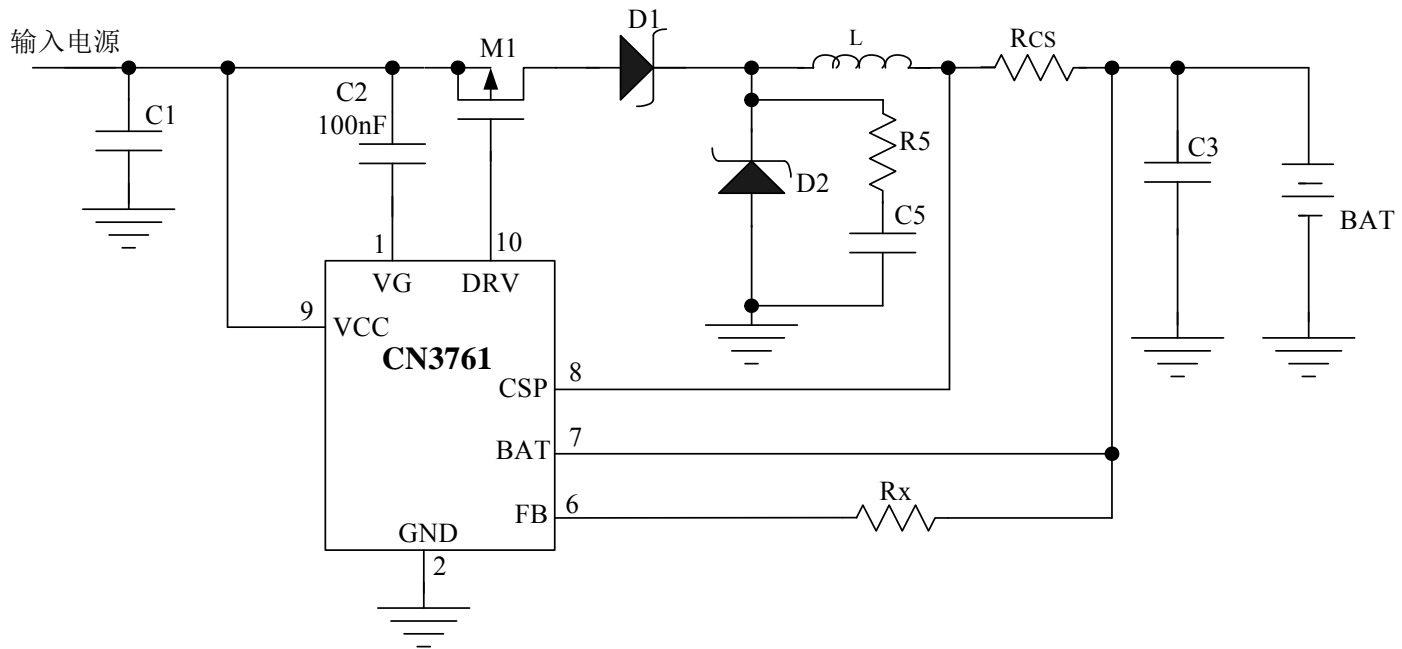 输入电源
D1
M1
L
RCS
C2
100nF
C1
R5
D2
C5
C3
BAT
1
10
VG
DRV
9
VCC
CN3761
CSP
8
BAT
7
FB
6
Rx
GND
2